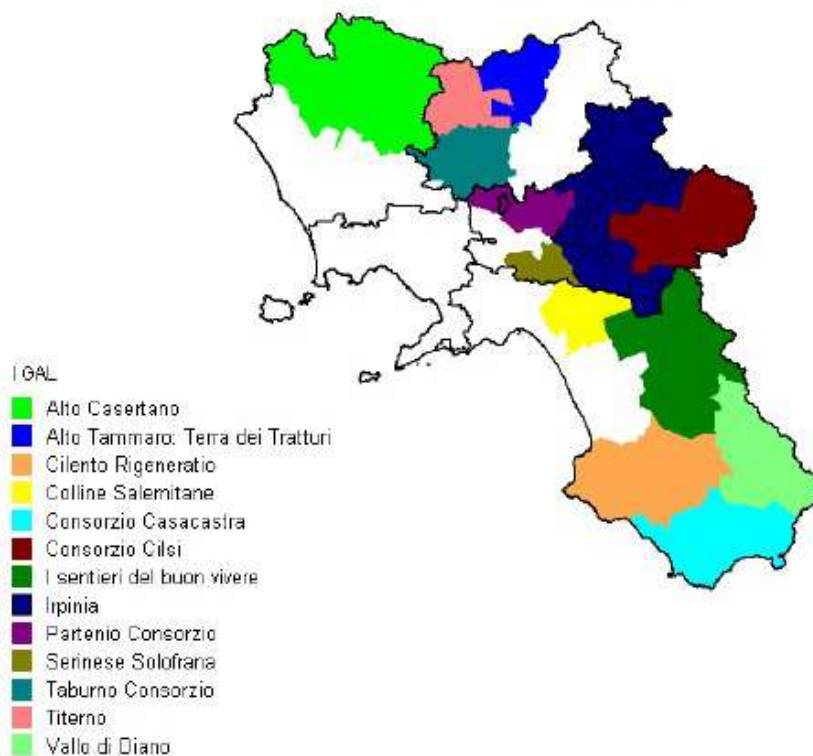 I GAL
Alto Casertano
Alto Tammaro: Terra dei Tratturi
Cilento Rigeneratio
Colline Salernitane
Consorzio Casacastra
Consorzio Cilsi
I sentieri del buon vivere
Irpinia
Partenio Consorzio
Serinese Solofrana
Taburno Consorzio
Titerno
Vallo di Diano